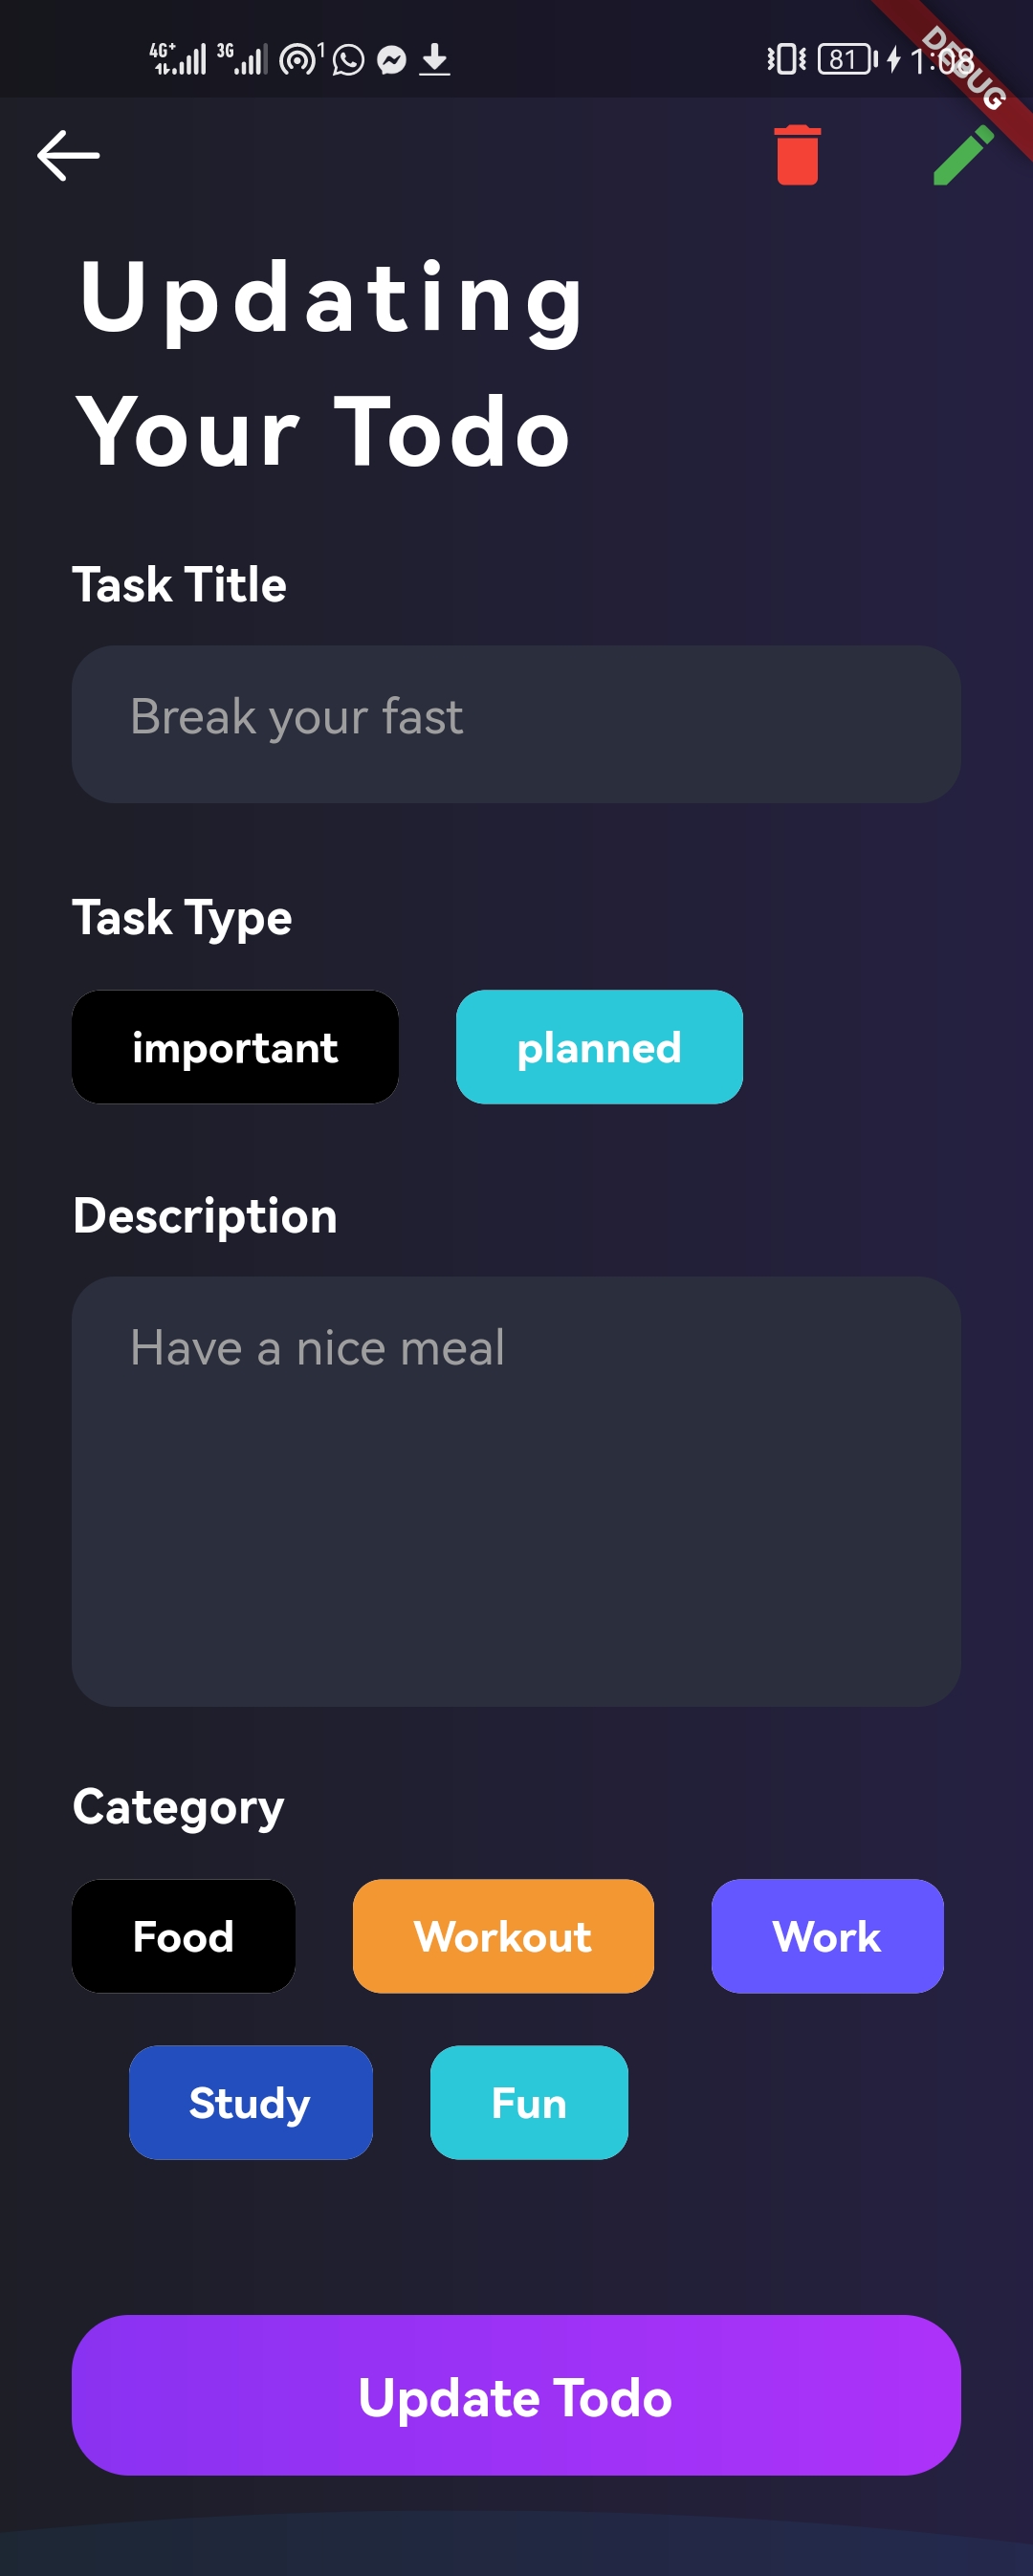 4G+ 3G 1 81 1:08
DEBUG
Updating
Your Todo
Task Title
Break your fast
Task Type
important planned
Description
Have a nice meal
Category
Food Workout Work
Study Fun
Update Todo